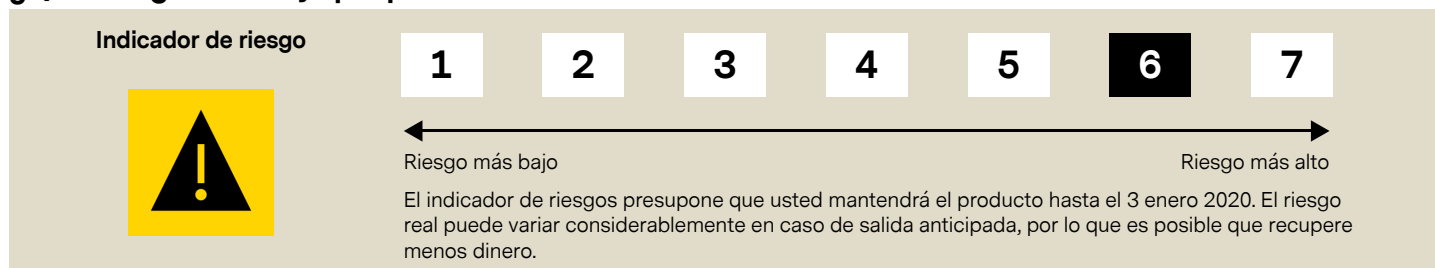 Indicador de riesgo
1 2 3 4 5 6 7
Riesgo más bajo Riesgo más alto
El indicador de riesgos presupone que usted mantendrá el producto hasta el 3 enero 2020. El riesgo
real puede variar considerablemente en caso de salida anticipada, por lo que es posible que recupere
menos dinero.